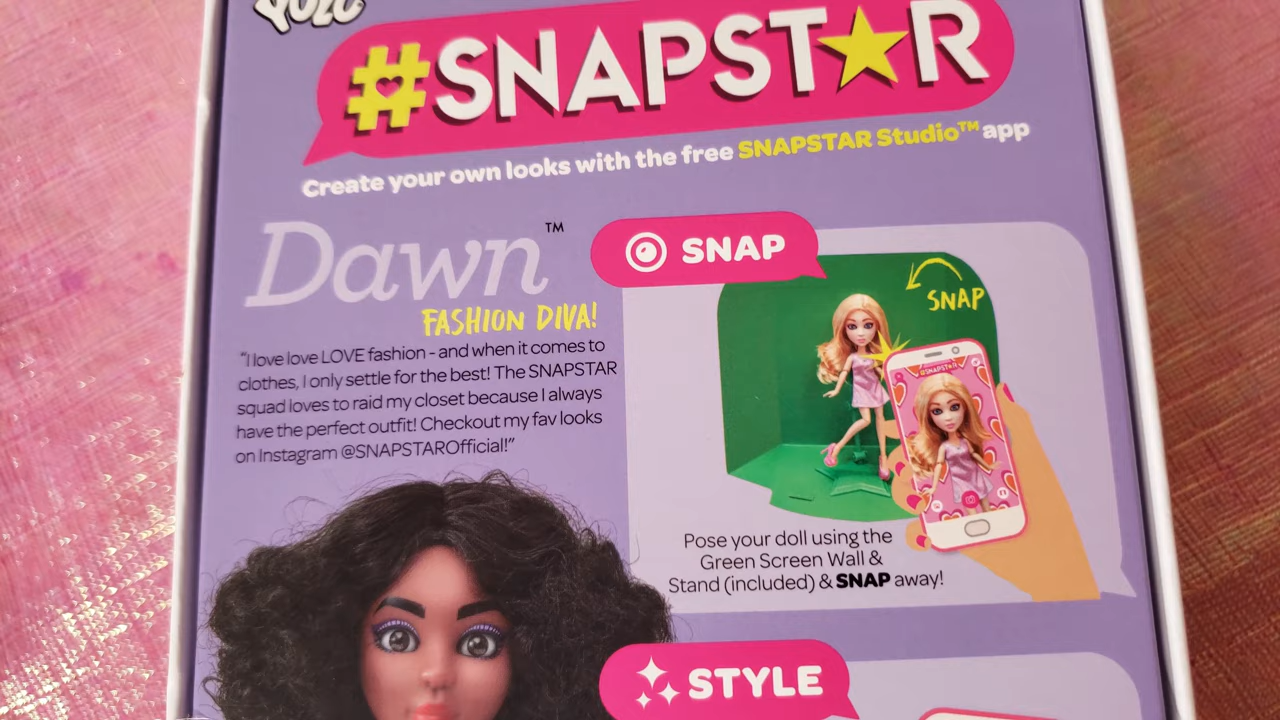 YULU
#SNAPSTAR
Create your own looks with the free SNAPSTAR Studio™ app
Dawn™
FASHION DIVA!
"I love love LOVE fashion - and when it comes to
clothes, I only settle for the best! The SNAPSTAR
squad loves to raid my closet because I always
have the perfect outfit! Checkout my fav looks
on Instagram @SNAPSTAROfficial!"
SNAP
SNAP
#SNAPSTAR
Pose your doll using the
Green Screen Wall &
Stand (included) & SNAP away!
STYLE